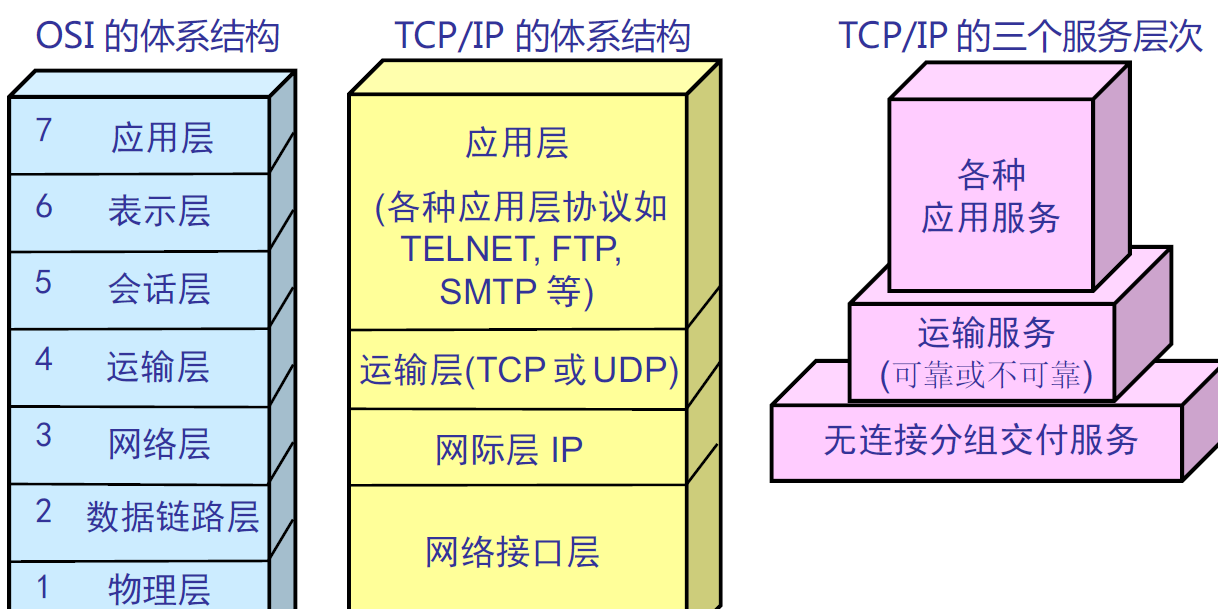 OSI 的体系结构
7 应用层
6 表示层
5 会话层
4 运输层
3 网络层
2 数据链路层
1 物理层
TCP/IP 的体系结构
应用层
(各种应用层协议如
TELNET, FTP,
SMTP 等)
运输层(TCP 或 UDP)
网际层 IP
网络接口层
TCP/IP 的三个服务层次
各种
应用服务
运输服务
(可靠或不可靠)
无连接分组交付服务